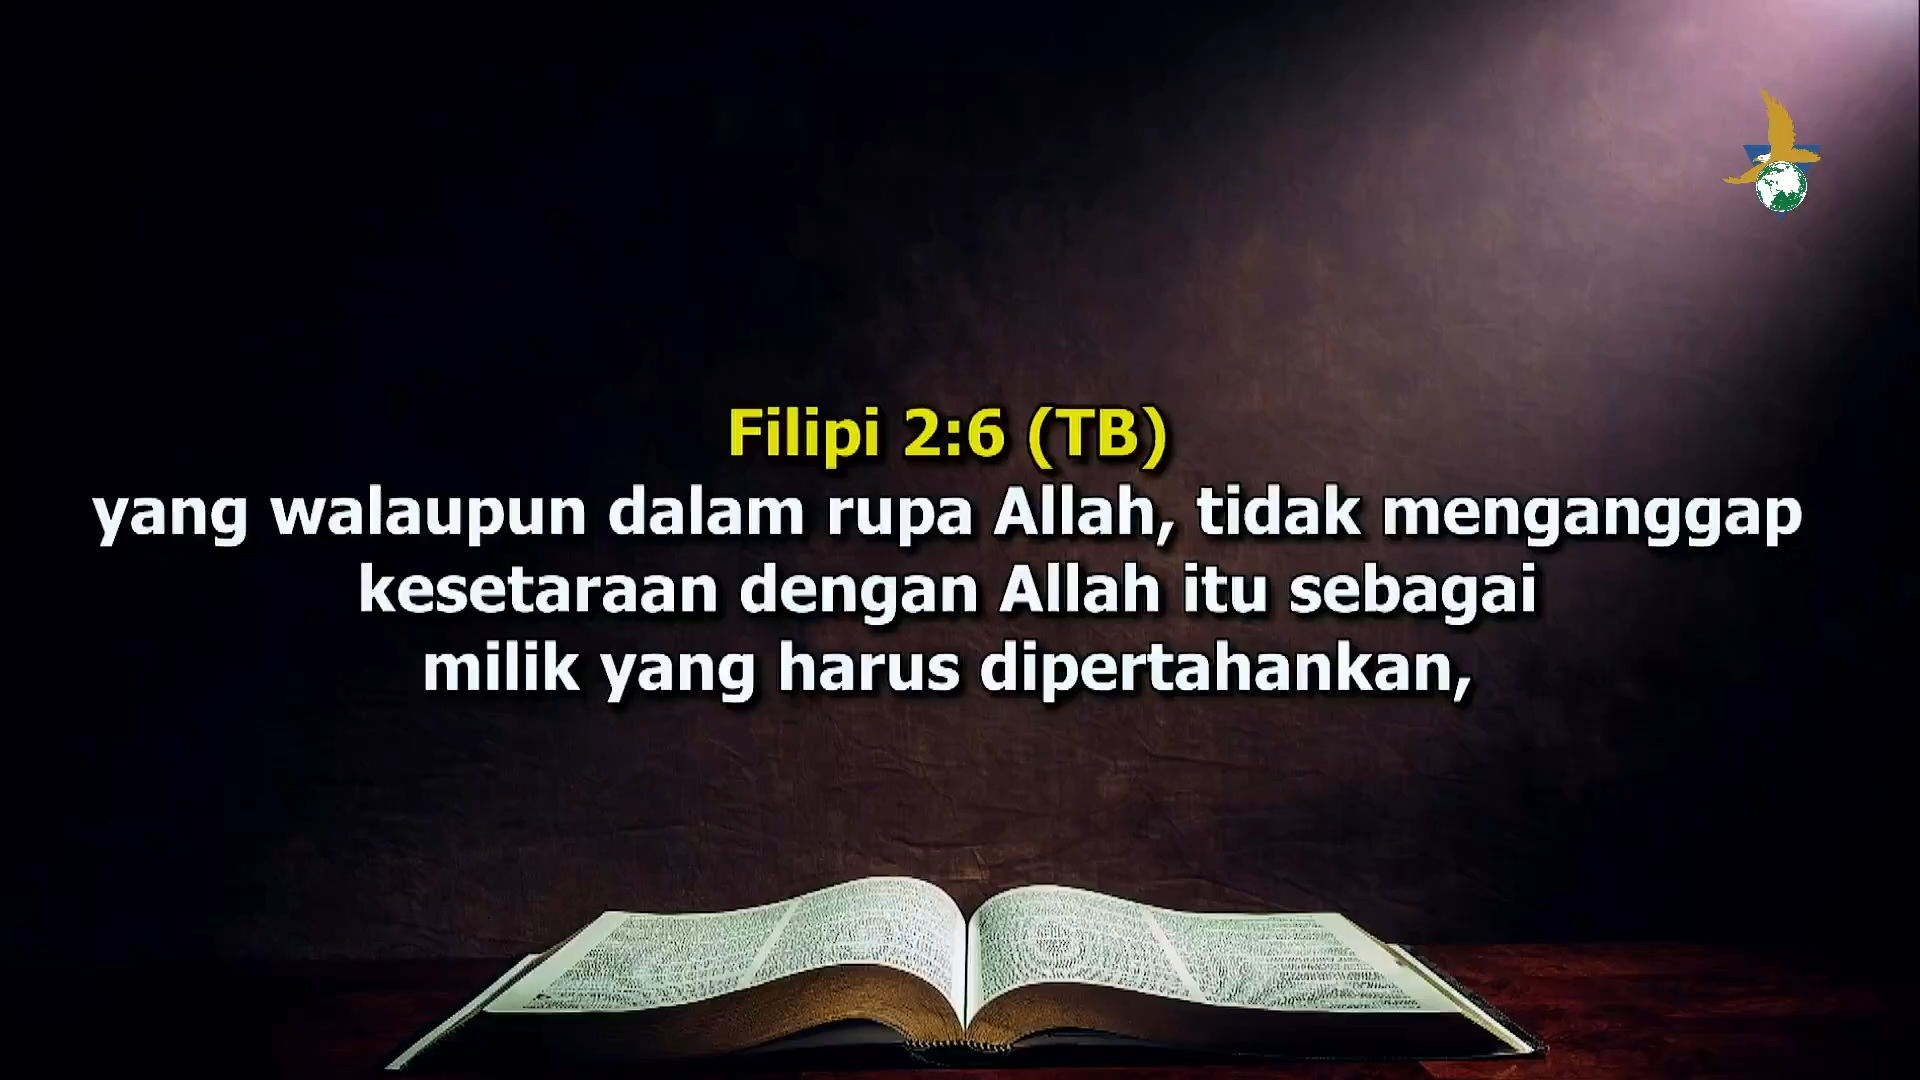 Filipi 2:6 (TB)
yang walaupun dalam rupa Allah, tidak menganggap
kesetaraan dengan Allah itu sebagai
milik yang harus dipertahankan,